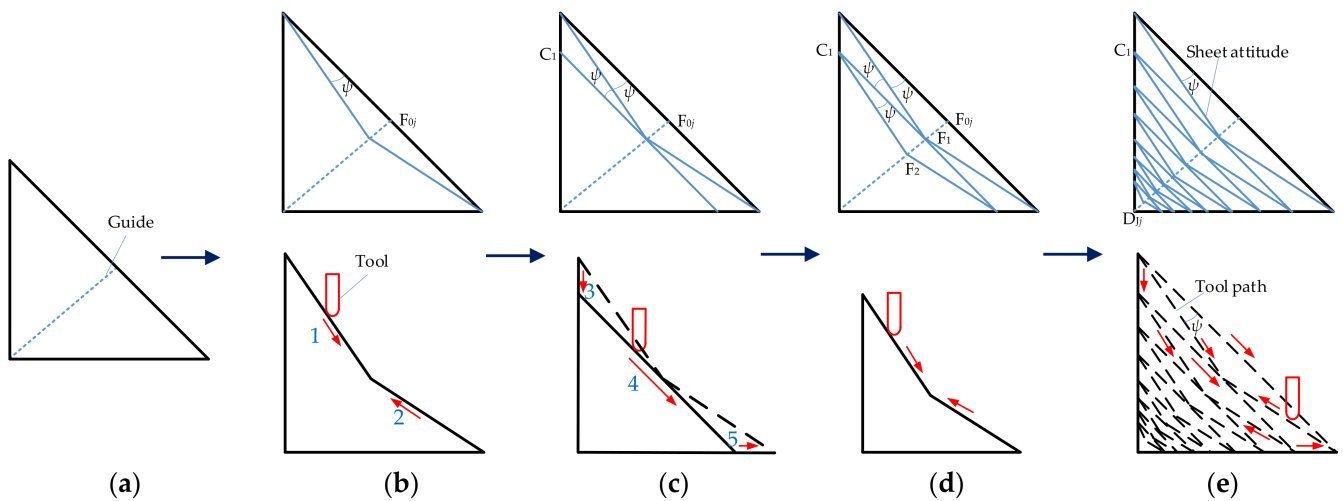 Guide
(a)
ψ
F0j
Tool
1
2
(b)
C1
ψ
ψ
F0j
3
4
5
(c)
C1
ψ
ψ
ψ
F0j
F1
F2
(d)
C1
Sheet attitude
ψ
DJj
Tool path
ψ
(e)